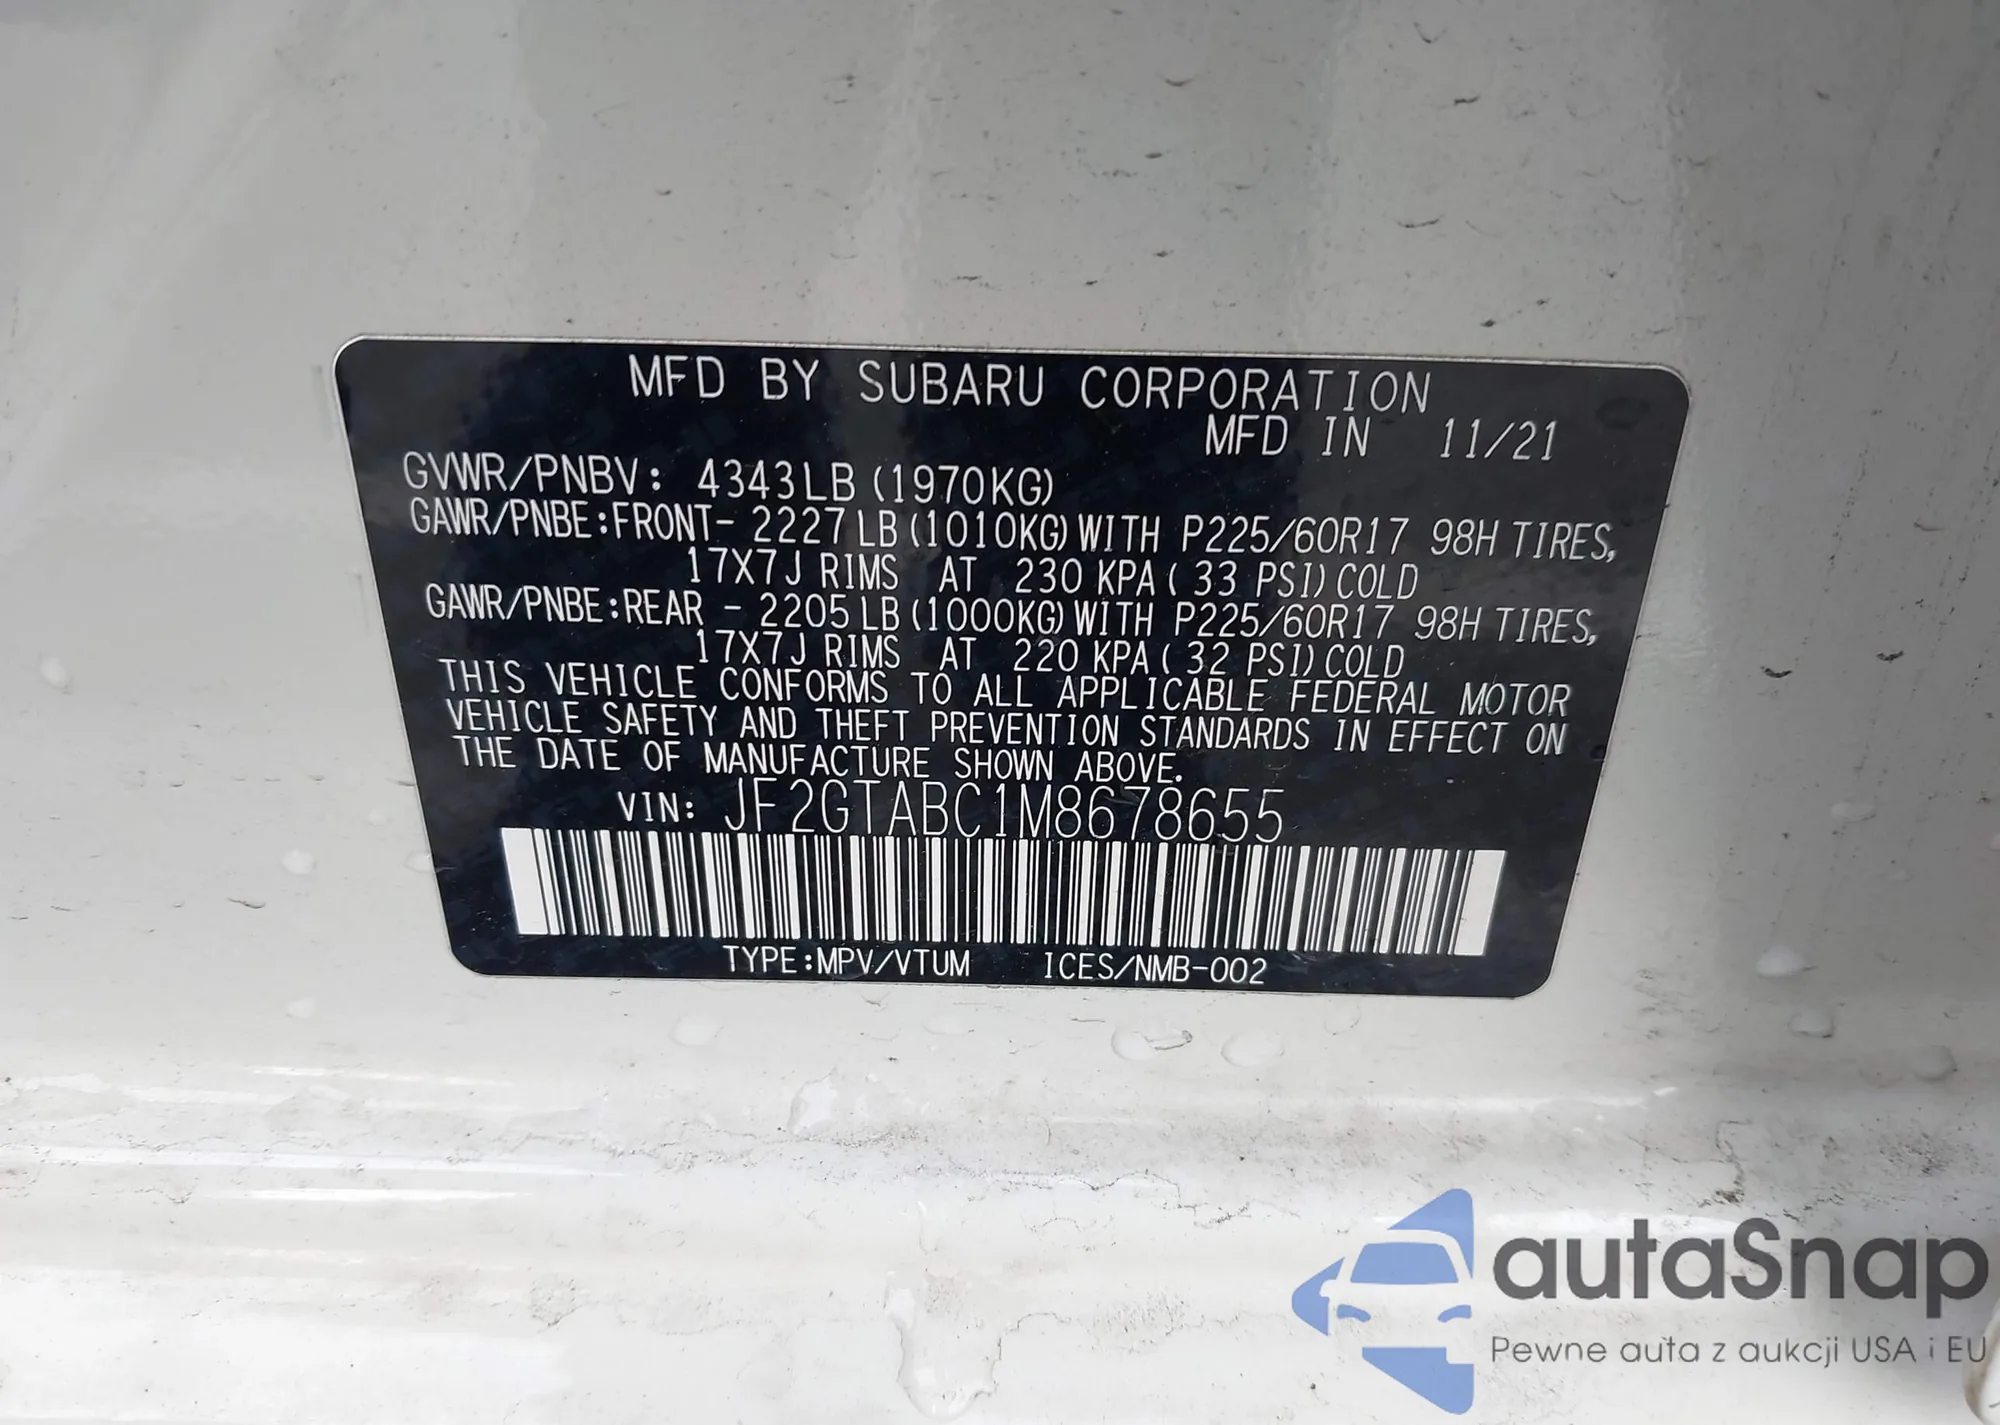 MFD BY SUBARU CORPORATION
MFD IN 11/21
GVWR/PNBV: 4343LB (1970KG)
GAWR/PNBE:FRONT- 2227 LB (1010KG) WITH P225/60R17 98H TIRES,
17X7J RIMS AT 230 KPA ( 33 PSI) COLD
GAWR/PNBE:REAR - 2205 LB (1000KG) WITH P225/60R17 98H TIRES,
17X7J RIMS AT 220 KPA ( 32 PSI) COLD
THIS VEHICLE CONFORMS TO ALL APPLICABLE FEDERAL MOTOR
VEHICLE SAFETY AND THEFT PREVENTION STANDARDS IN EFFECT ON
THE DATE OF MANUFACTURE SHOWN ABOVE.
VIN: JF2GTABC1M8678655
TYPE:MPV/VTUM ICES/NMB-002
autaSnap
Pewne auta z aukcji USA i EU